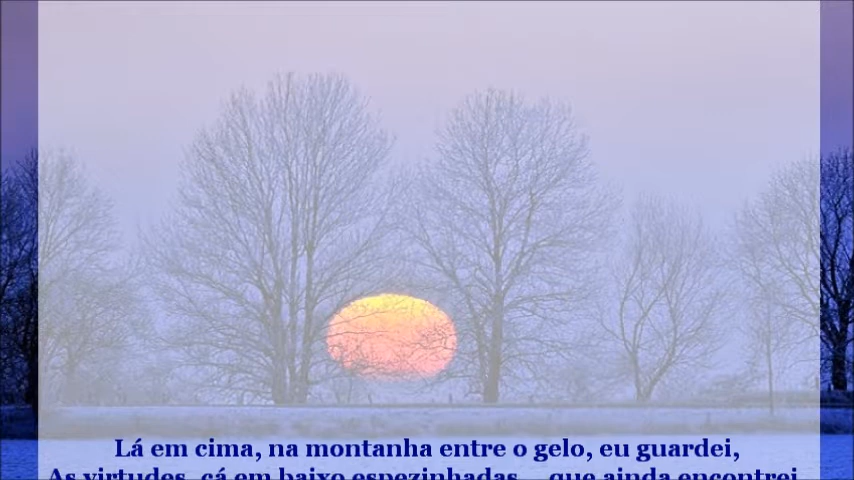 Lá em cima, na montanha entre o gelo, eu guardei,
As virtudes, cá em baixo espezinhadas... que ainda encontrei